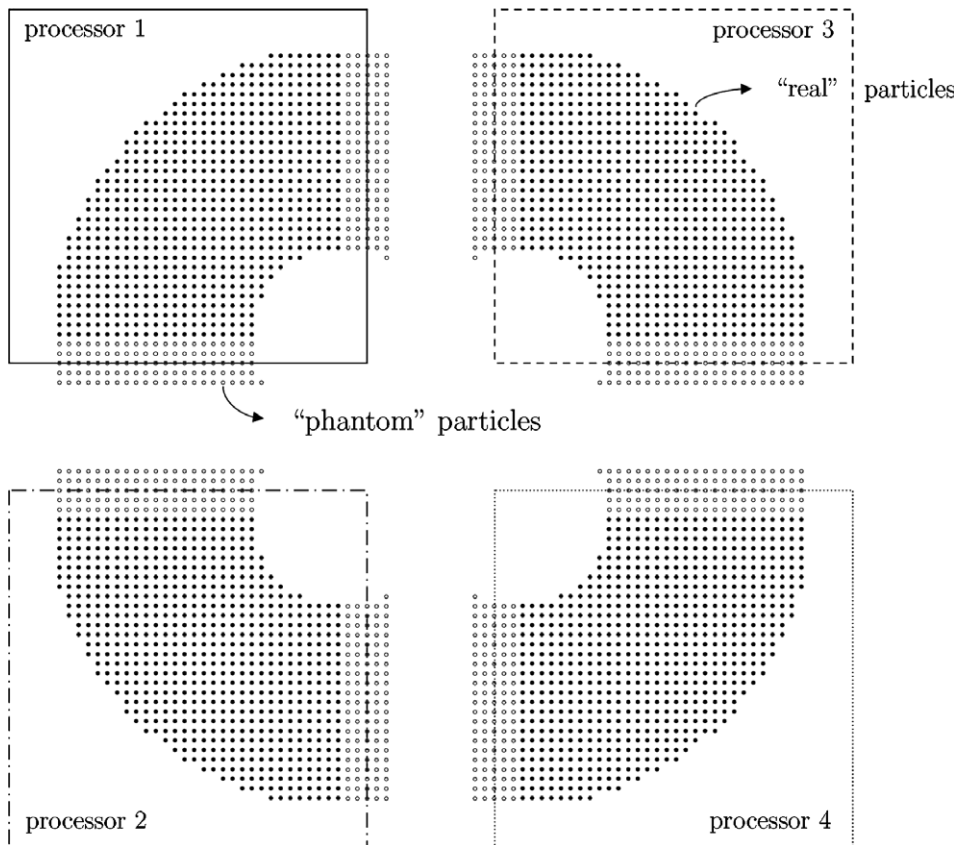 processor 1
processor 3
“real” particles
“phantom” particles
processor 2
processor 4